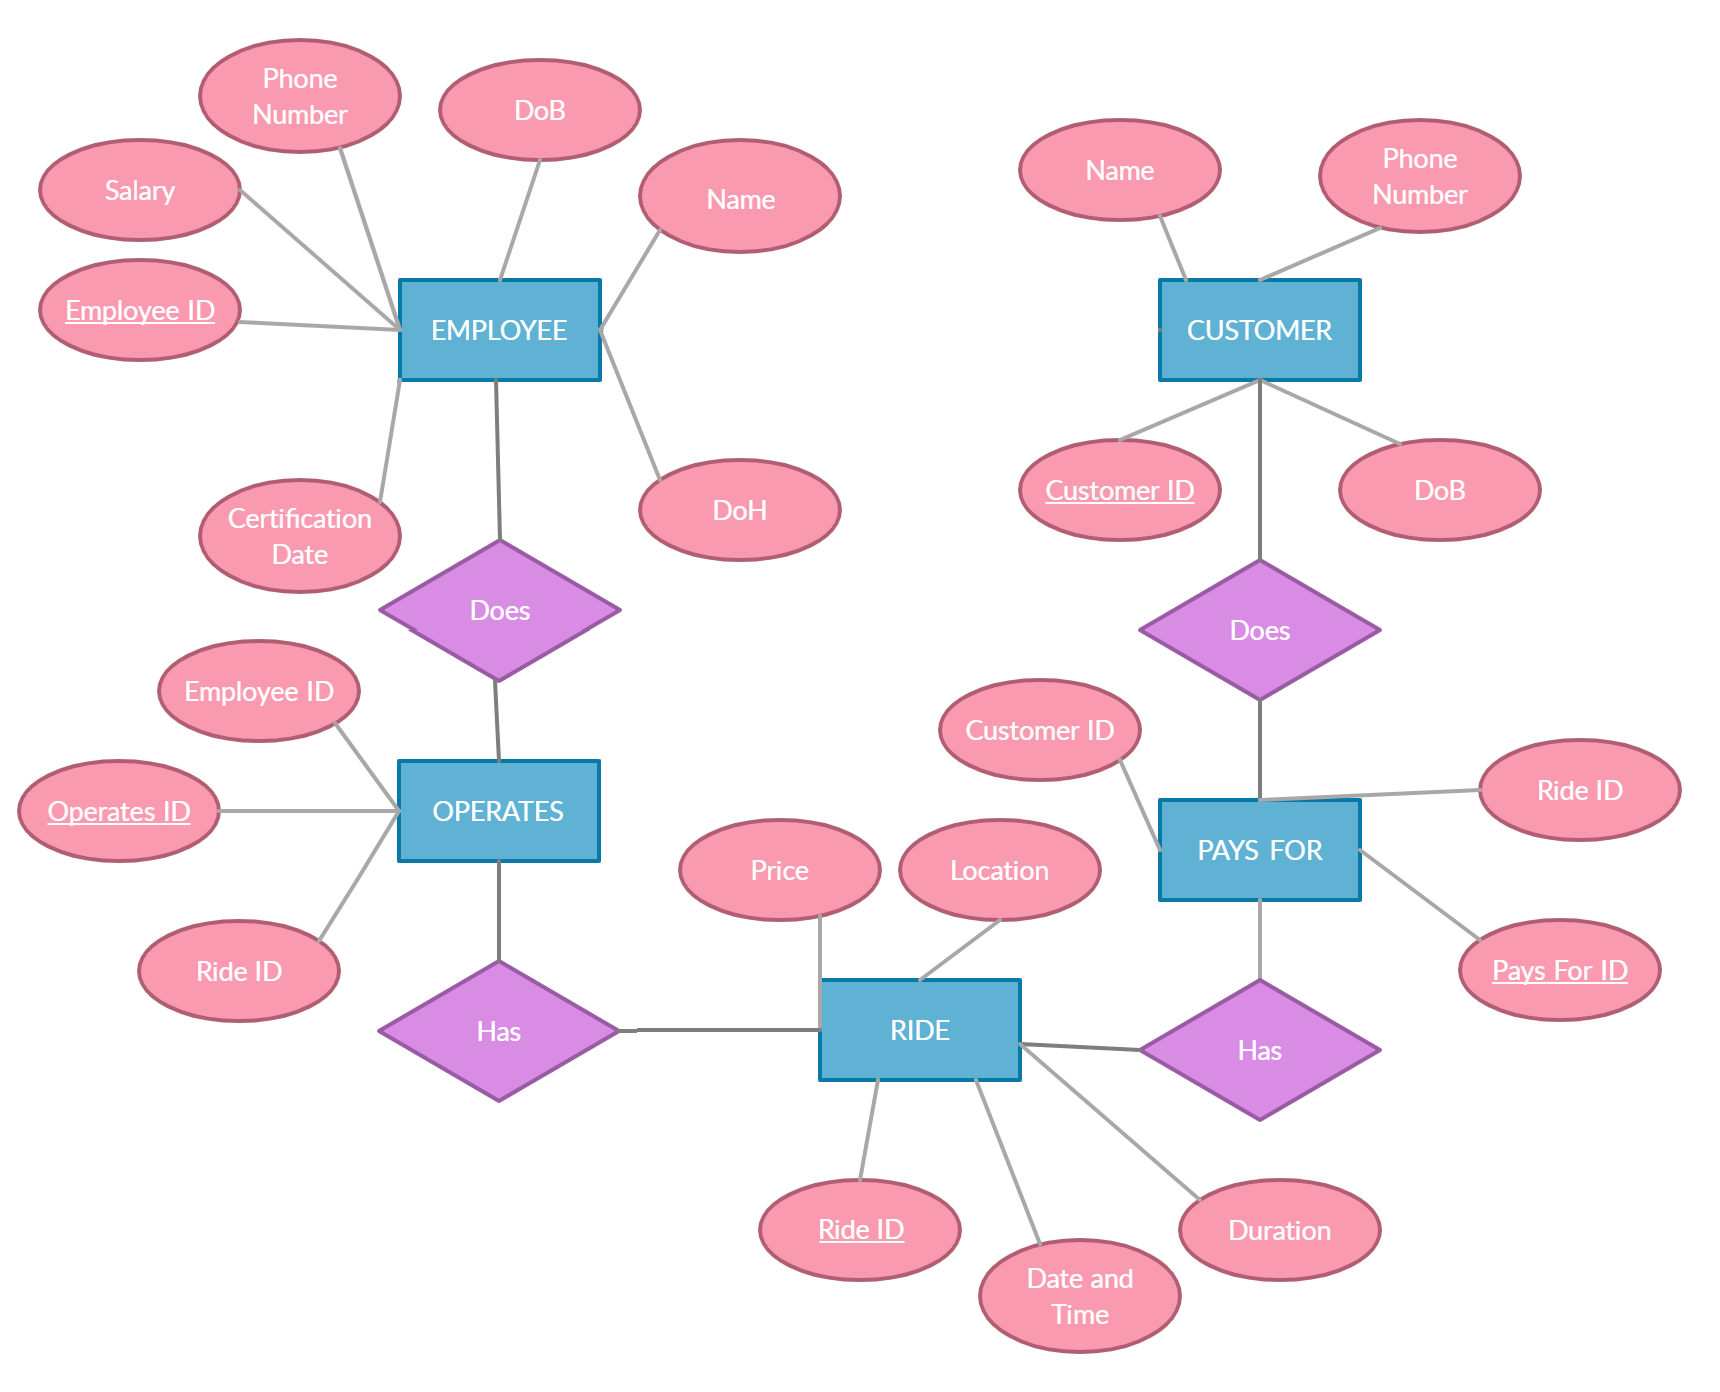 Phone
Number
DoB
Salary
Name
Employee ID
EMPLOYEE
Certification
Date
DoH
Does
Name
Phone
Number
CUSTOMER
Customer ID
DoB
Does
Employee ID
Operates ID
OPERATES
Ride ID
Has
Customer ID
Ride ID
PAYS FOR
Pays For ID
Price
Location
RIDE
Has
Ride ID
Date and
Time
Duration